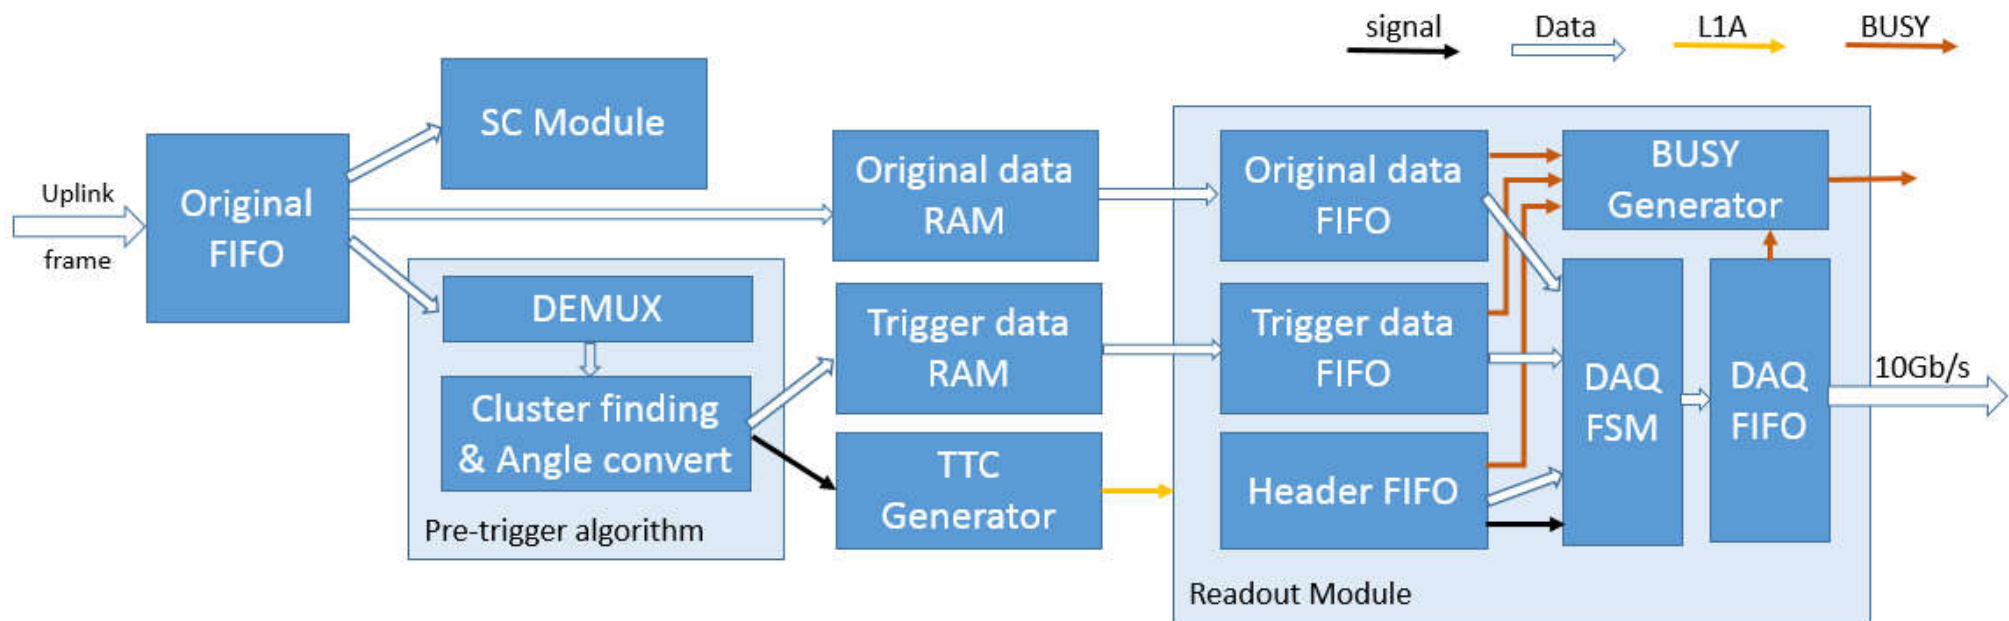 signal
Data
L1A
BUSY
Uplink
frame
Original
FIFO
SC Module
DEMUX
Cluster finding
& Angle convert
Pre-trigger algorithm
Original data
RAM
Trigger data
RAM
TTC
Generator
Original data
FIFO
Trigger data
FIFO
Header FIFO
BUSY
Generator
DAQ
FSM
DAQ
FIFO
10Gb/s
Readout Module